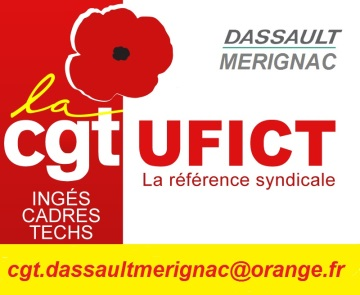 DASSAULT
MERIGNAC
la
cgt UFICT
La référence syndicale
INGÉS
CADRES
TECHS
cgt.dassaultmerignac@orange.fr